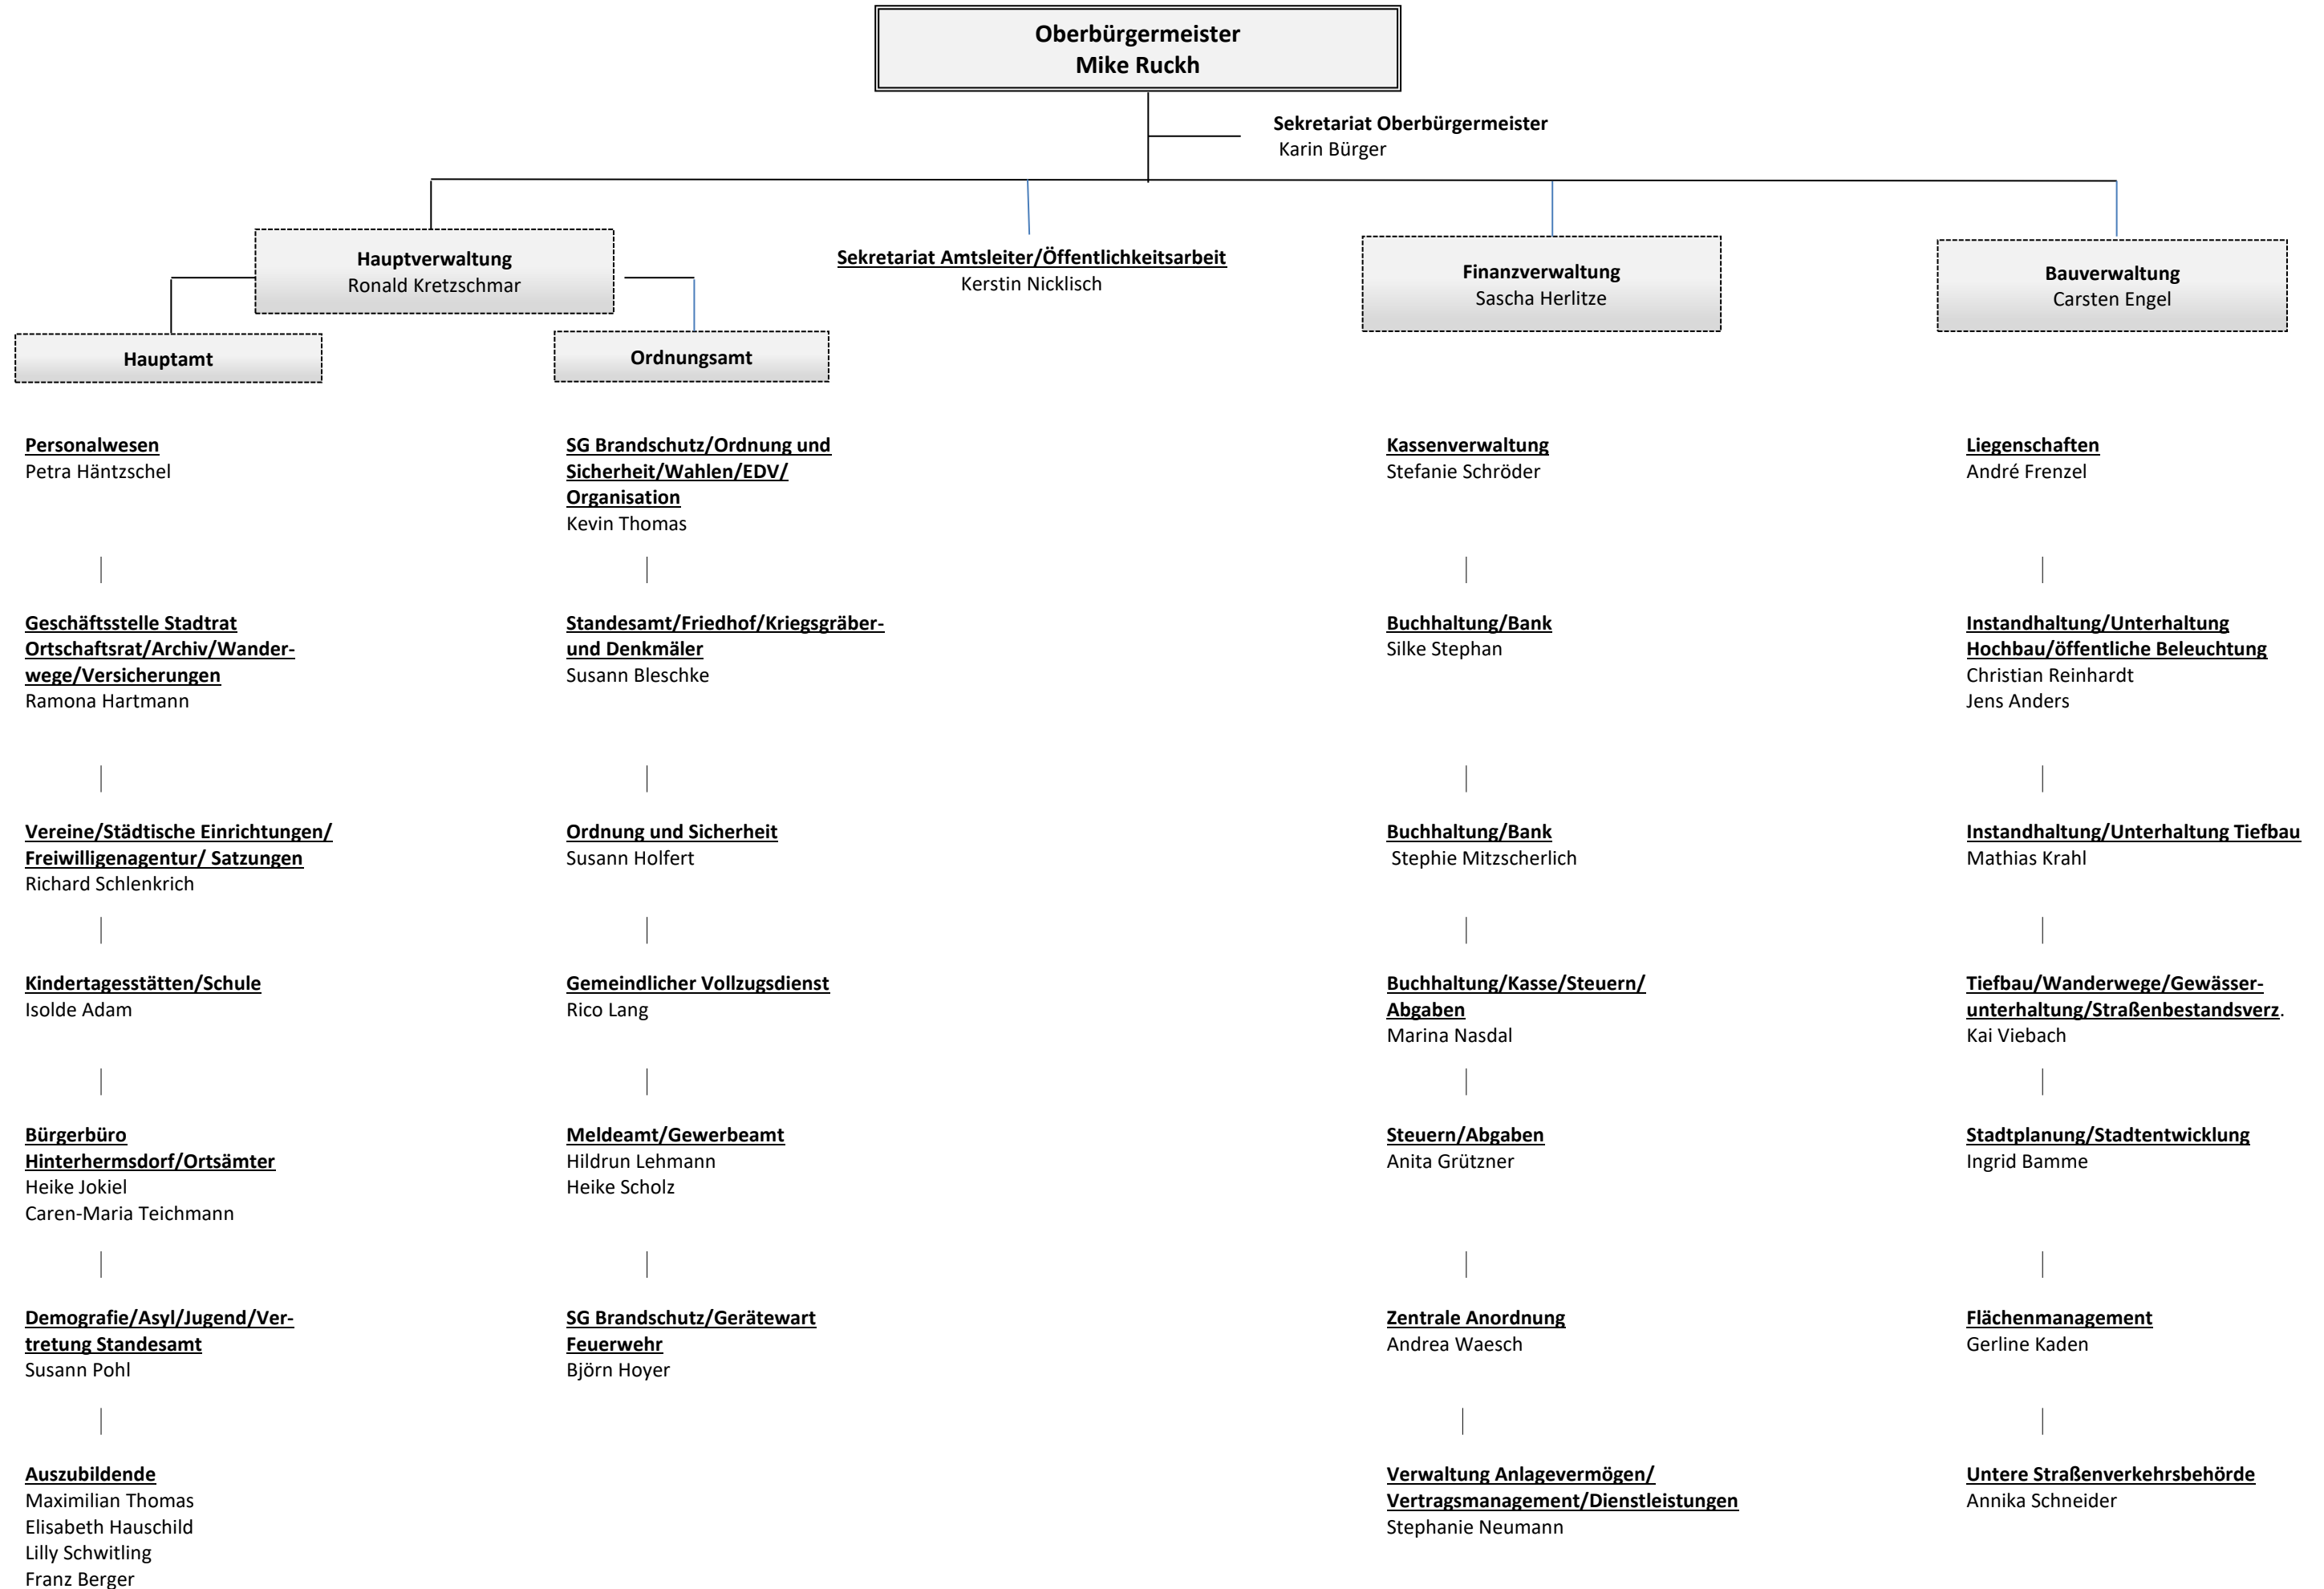 Oberbürgermeister
Mike Ruckh
Sekretariat Oberbürgermeister
Karin Bürger
Hauptverwaltung
Ronald Kretzschmar
Sekretariat Amtsleiter/Öffentlichkeitsarbeit
Kerstin Nicklisch
Finanzverwaltung
Sascha Herlitze
Bauverwaltung
Carsten Engel
Hauptamt
Ordnungsamt
Personalwesen
Petra Häntzschel
Geschäftsstelle Stadtrat
Ortschaftsrat/Archiv/Wander-
wege/Versicherungen
Ramona Hartmann
Vereine/Städtische Einrichtungen/
Freiwilligenagentur/ Satzungen
Richard Schlenkrich
Kindertagesstätten/Schule
Isolde Adam
Bürgerbüro
Hinterhermsdorf/Ortsämter
Heike Jokiel
Caren-Maria Teichmann
Demografie/Asyl/Jugend/Ver-
tretung Standesamt
Susann Pohl
Auszubildende
Maximilian Thomas
Elisabeth Hauschild
Lilly Schwitling
Franz Berger
SG Brandschutz/Ordnung und
Sicherheit/Wahlen/EDV/
Organisation
Kevin Thomas
Standesamt/Friedhof/Kriegsgräber-
und Denkmäler
Susann Bleschke
Ordnung und Sicherheit
Susann Holfert
Gemeindlicher Vollzugsdienst
Rico Lang
Meldeamt/Gewerbeamt
Hildrun Lehmann
Heike Scholz
SG Brandschutz/Gerätewart
Feuerwehr
Björn Hoyer
Kassenverwaltung
Stefanie Schröder
Buchhaltung/Bank
Silke Stephan
Buchhaltung/Bank
Stephie Mitzscherlich
Buchhaltung/Kasse/Steuern/
Abgaben
Marina Nasdal
Steuern/Abgaben
Anita Grützner
Zentrale Anordnung
Andrea Waesch
Verwaltung Anlagevermögen/
Vertragsmanagement/Dienstleistungen
Stephanie Neumann
Liegenschaften
André Frenzel
Instandhaltung/Unterhaltung
Hochbau/öffentliche Beleuchtung
Christian Reinhardt
Jens Anders
Instandhaltung/Unterhaltung Tiefbau
Mathias Krahl
Tiefbau/Wanderwege/Gewässer-
unterhaltung/Straßenbestandsverz.
Kai Viebach
Stadtplanung/Stadtentwicklung
Ingrid Bamme
Flächenmanagement
Gerline Kaden
Untere Straßenverkehrsbehörde
Annika Schneider